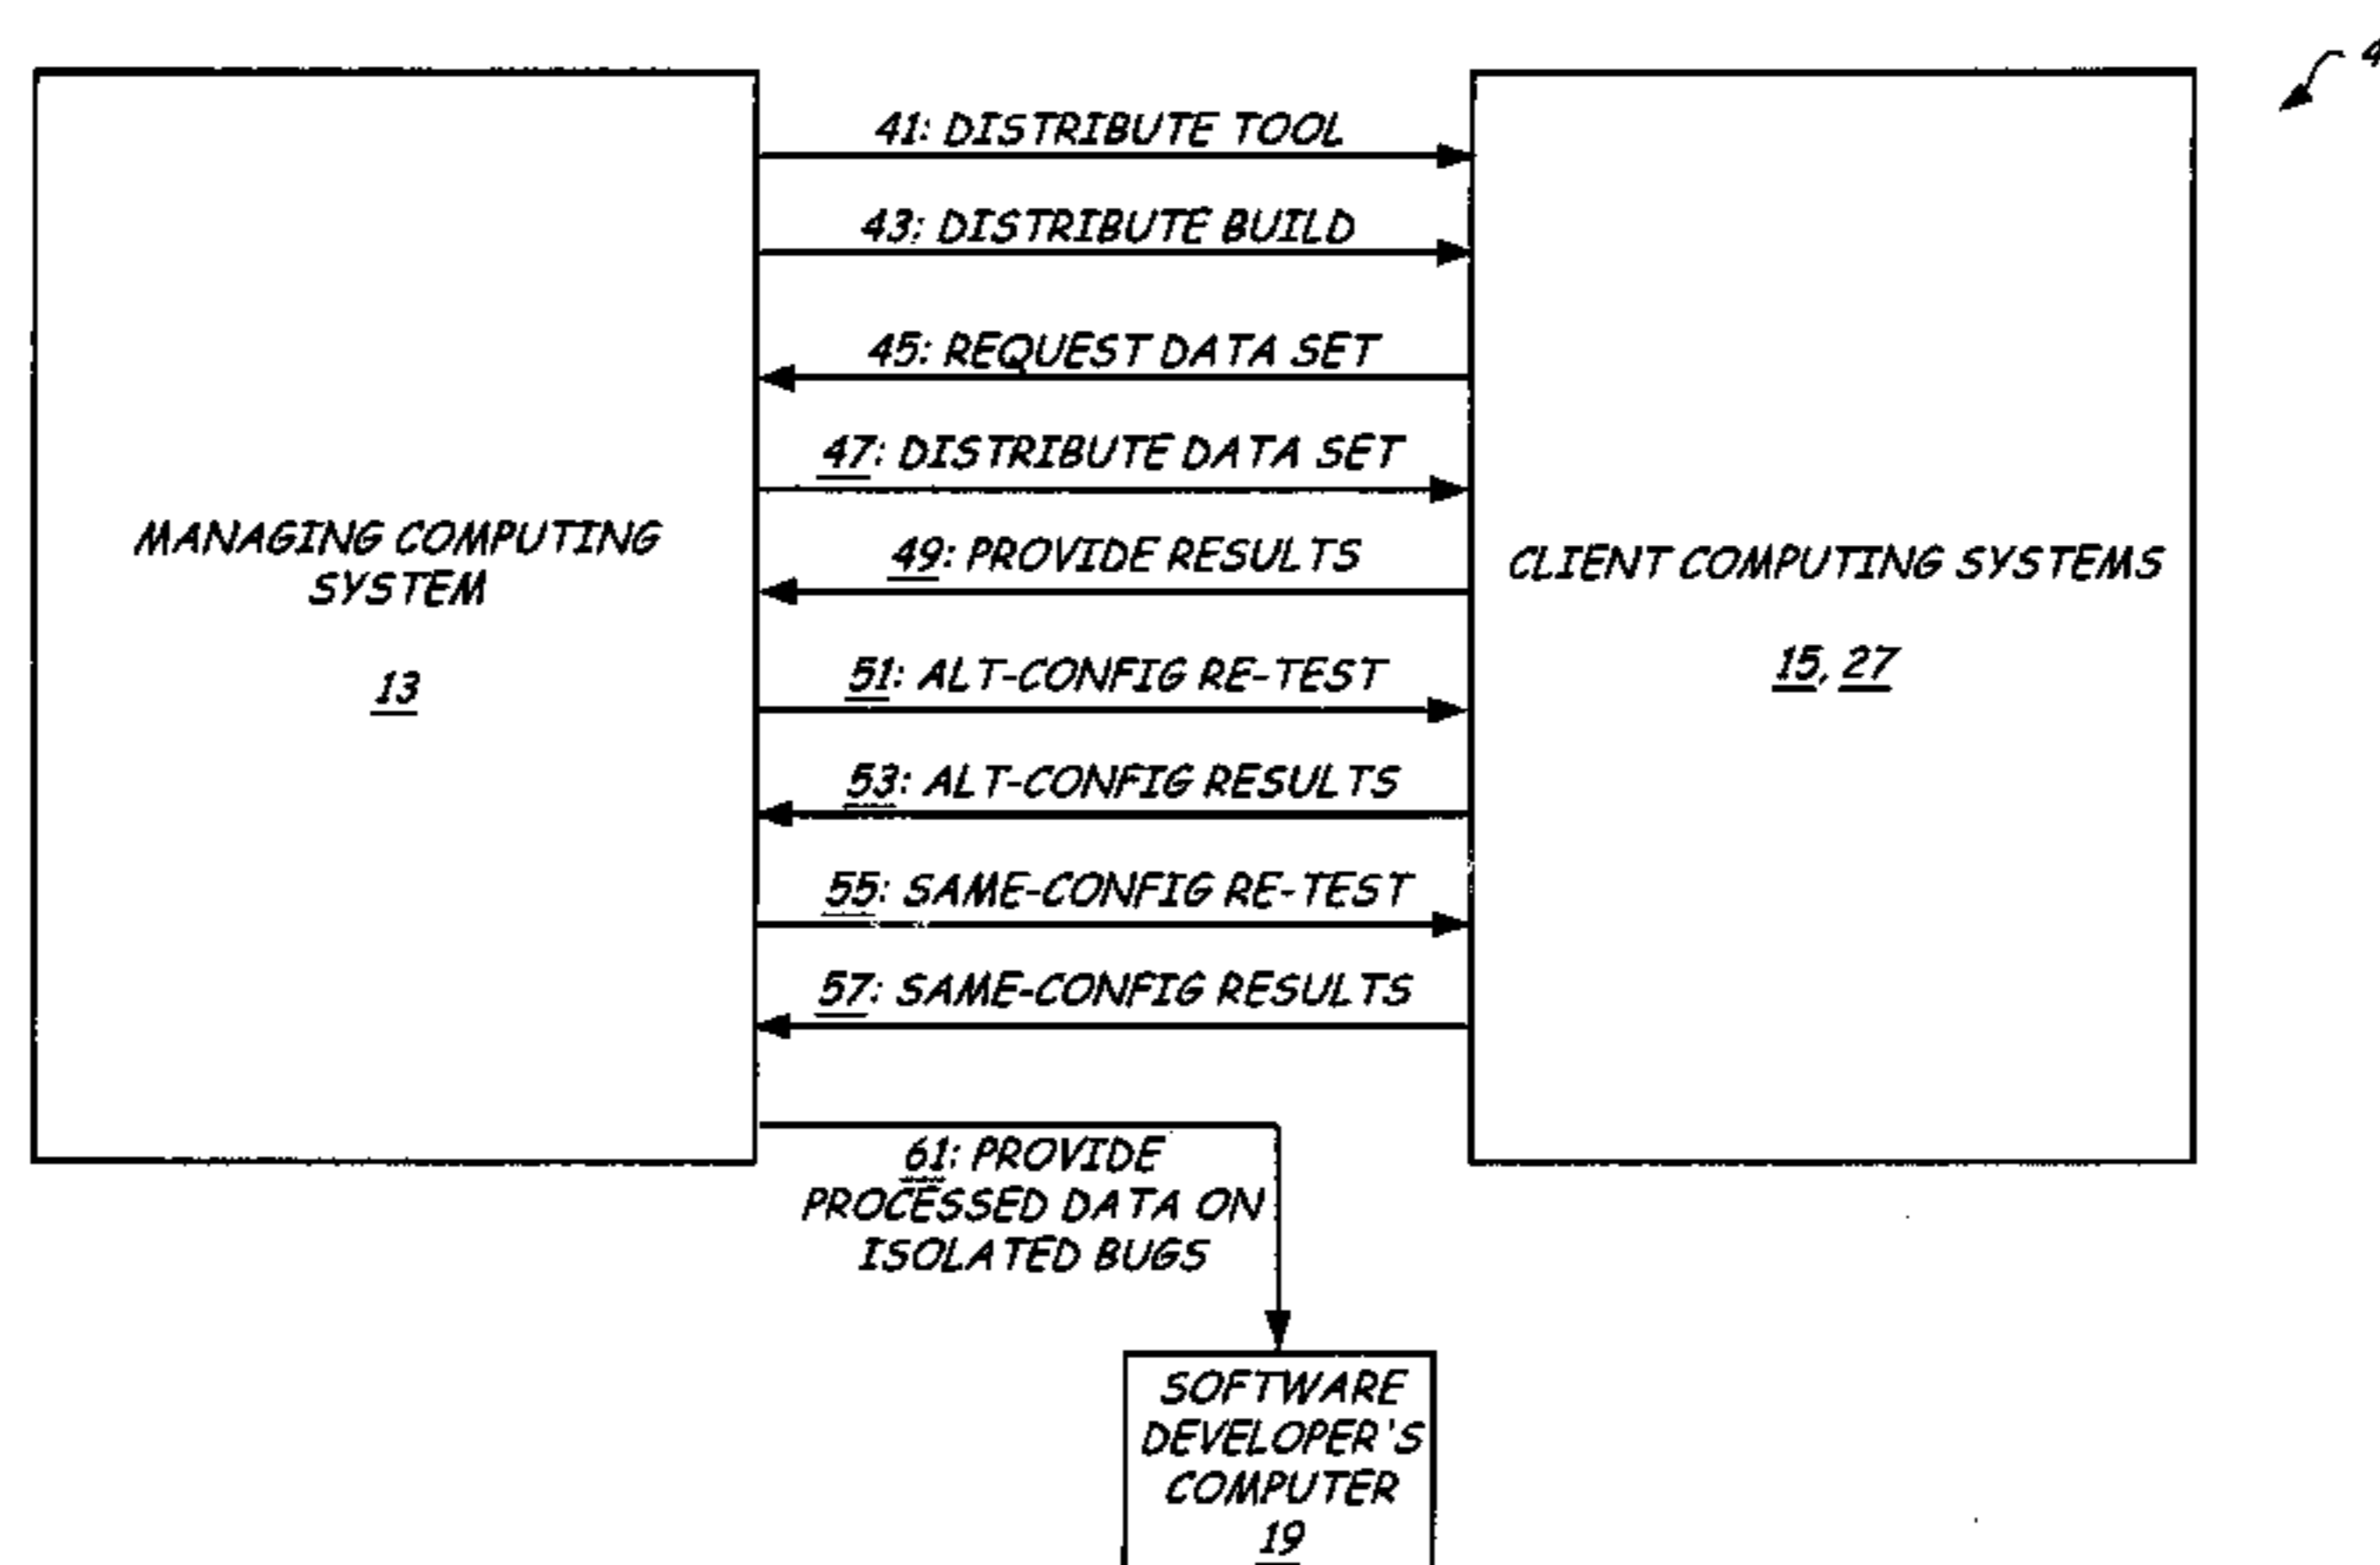 41: DISTRIBUTE TOOL
43: DISTRIBUTE BUILD
45: REQUEST DATA SET
47: DISTRIBUTE DATA SET
MANAGING COMPUTING
SYSTEM
13
49: PROVIDE RESULTS
CLIENT COMPUTING SYSTEMS
15, 27
51: ALT-CONFIG RE-TEST
53: ALT-CONFIG RESULTS
55: SAME-CONFIG RE-TEST
57: SAME-CONFIG RESULTS
61: PROVIDE
PROCESSED DATA ON
ISOLATED BUGS
SOFTWARE
DEVELOPER'S
COMPUTER
19